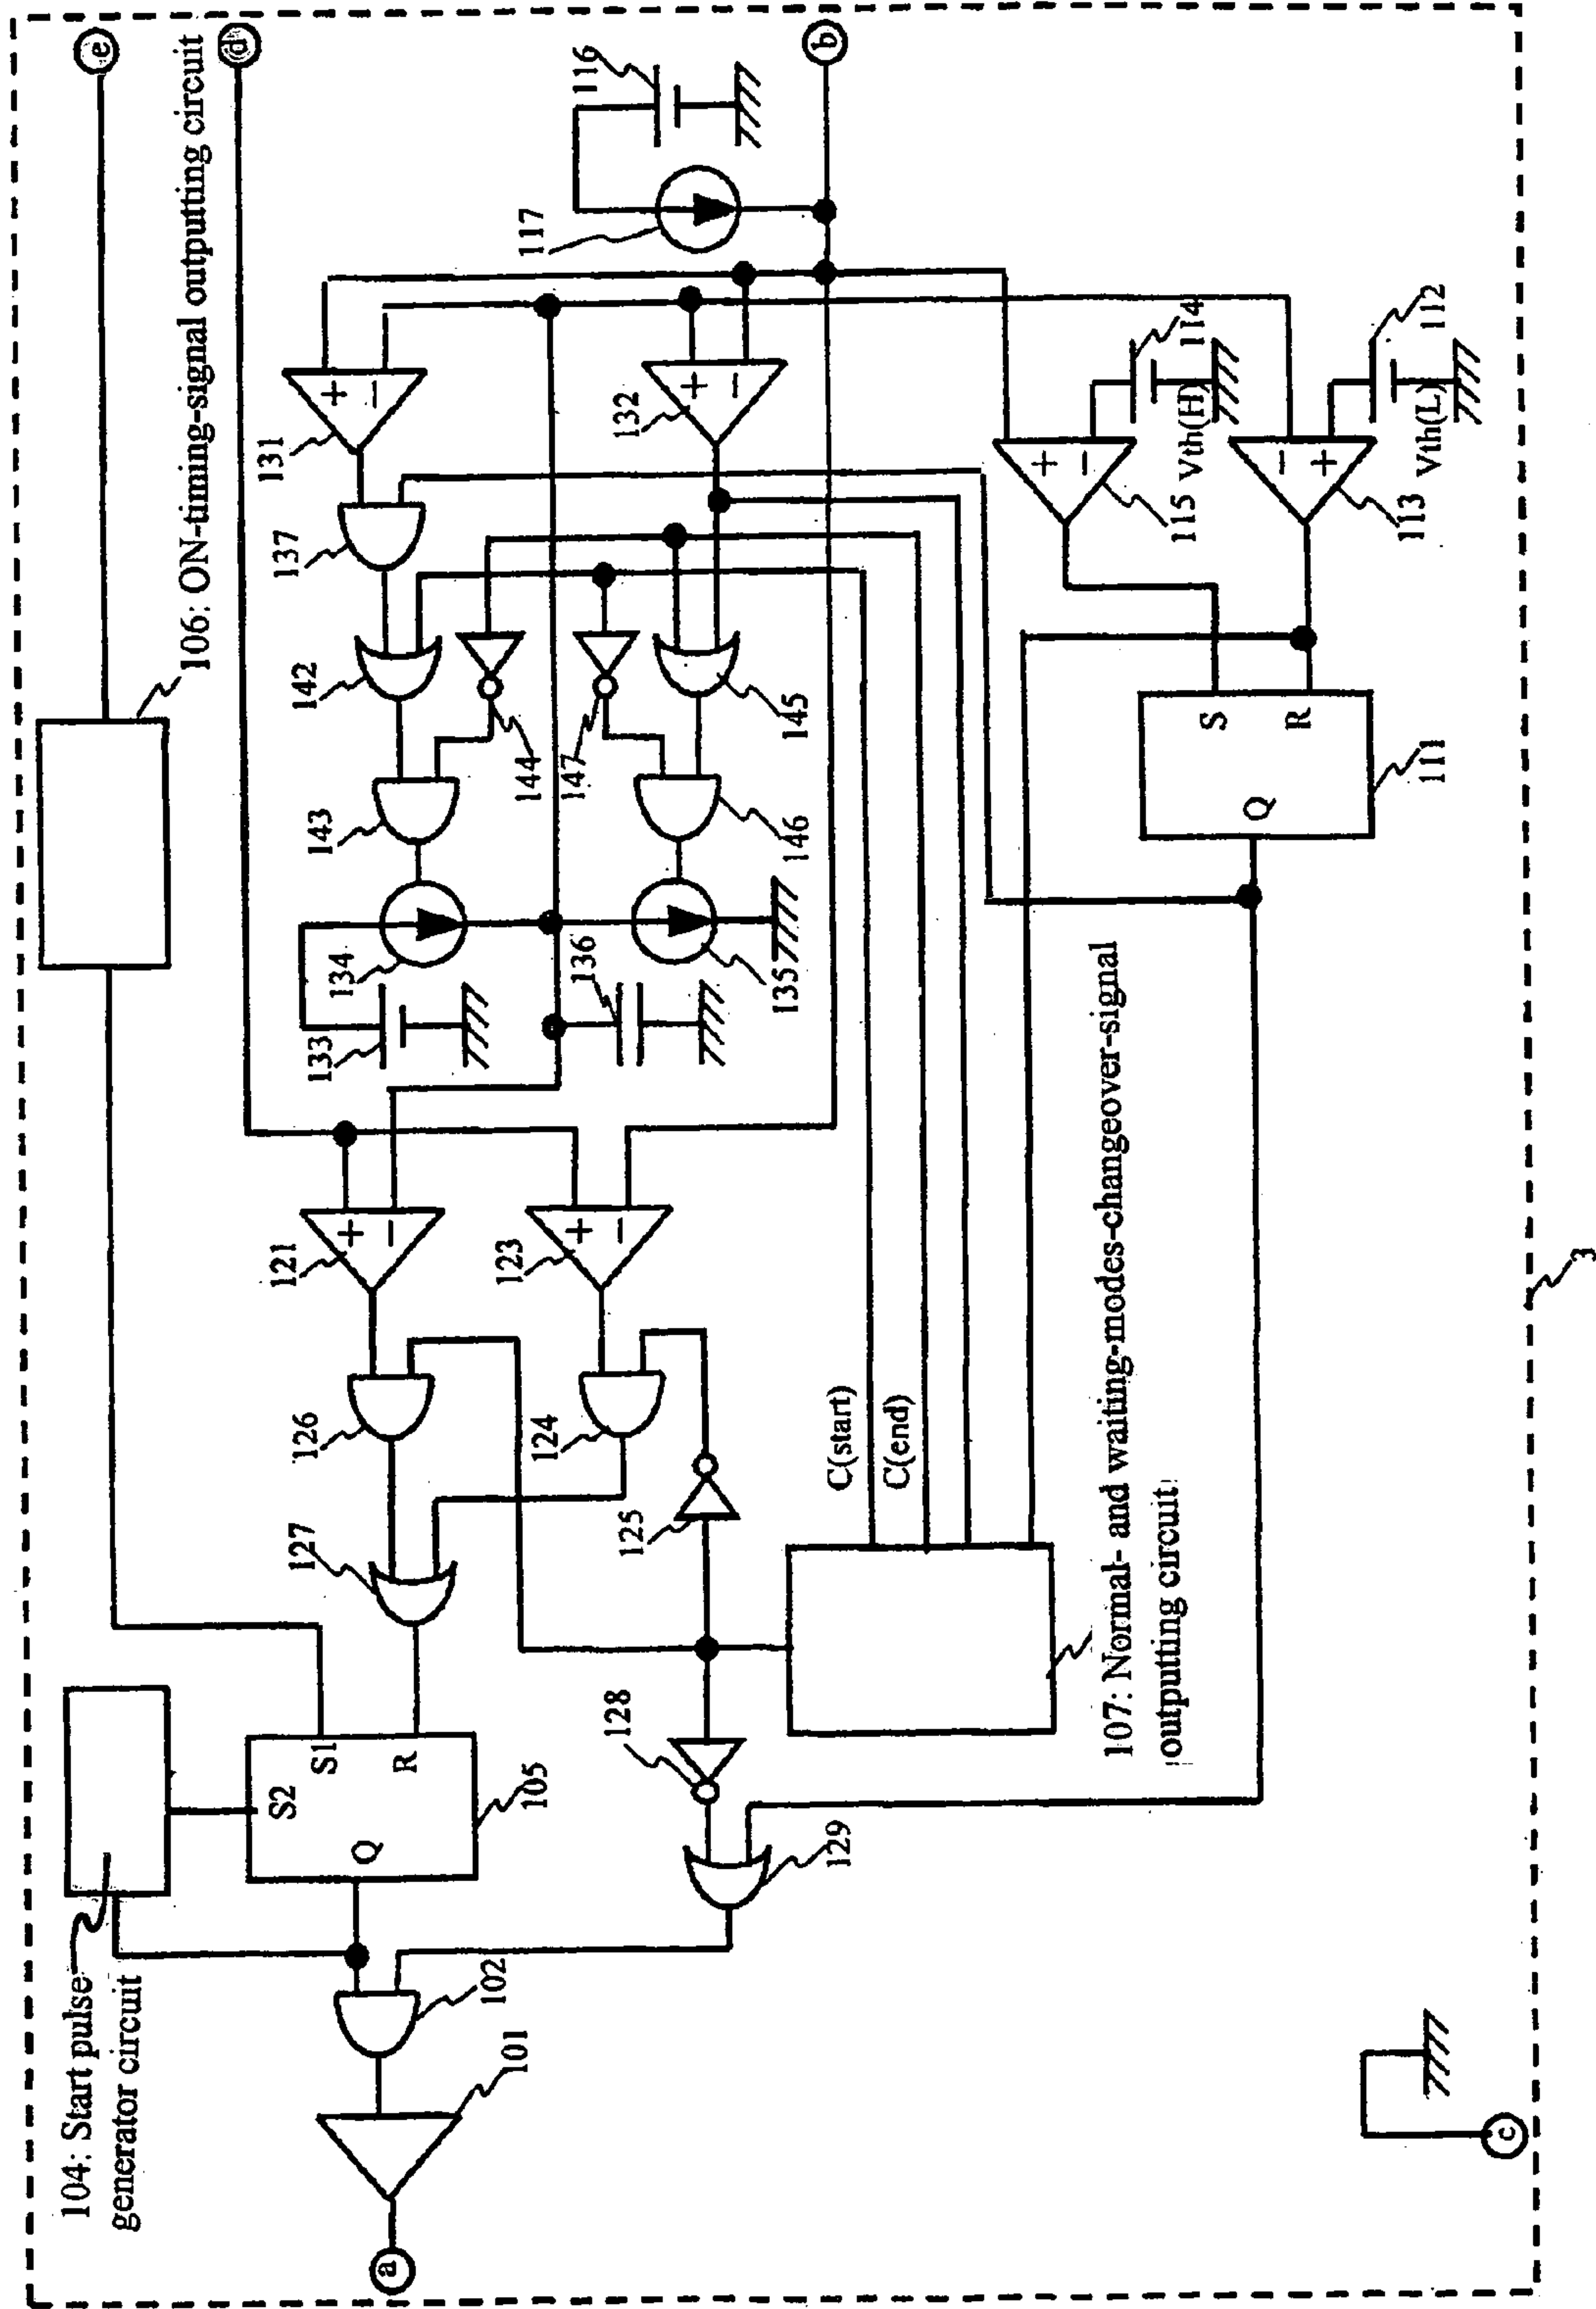 104: Start pulse
generator circuit
106: ON-timing-signal outputting circuit
e
d
b
a
c
S2
S1
R
Q
105
102
101
127
126
121
+
−
123
+
−
124
125
128
129
133
134
136
135
143
144
147
146
142
145
137
131
+
−
132
+
−
117
116
C(start)
C(end)
107: Normal- and waiting-modes-changeover-signal
outputting circuit
Q
S
R
111
115
+
−
Vth(H)
114
113
−
+
Vth(L)
112
3